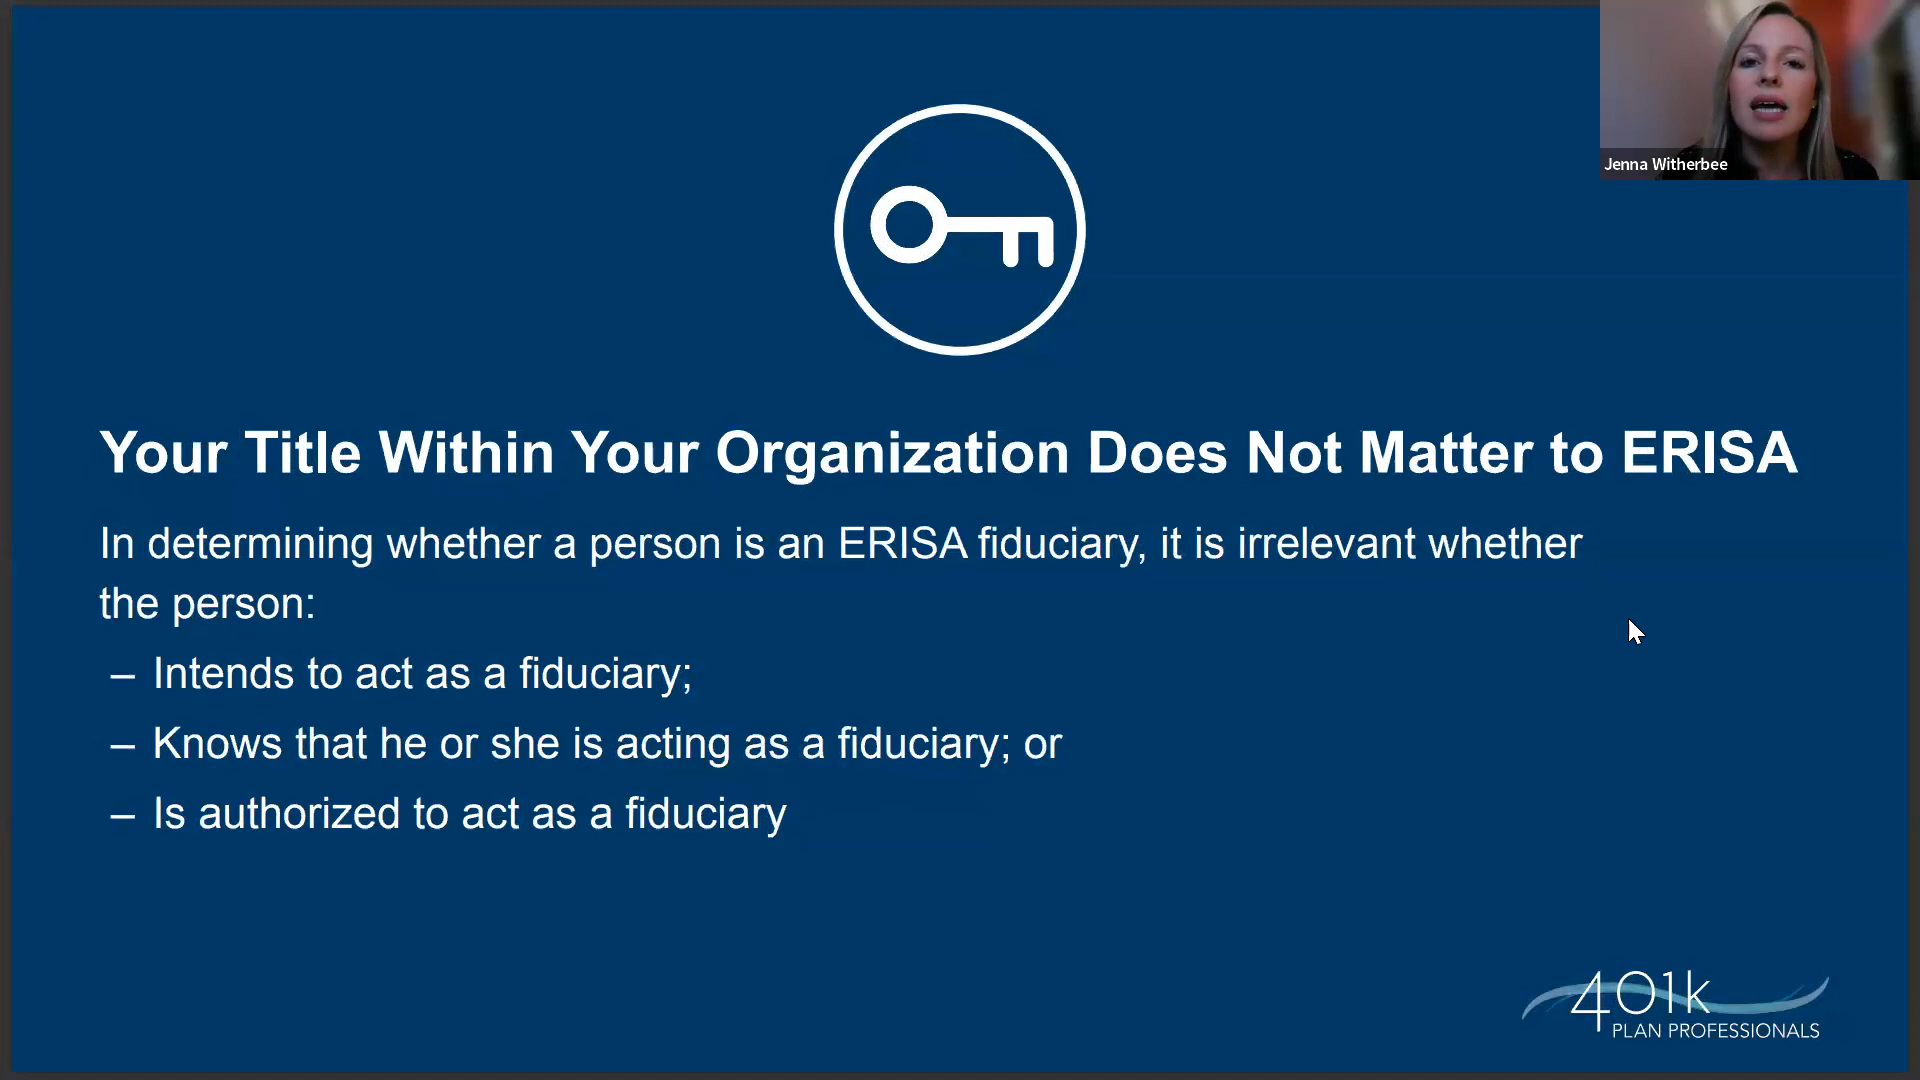 Jenna Witherbee
Your Title Within Your Organization Does Not Matter to ERISA
In determining whether a person is an ERISA fiduciary, it is irrelevant whether
the person:
– Intends to act as a fiduciary;
– Knows that he or she is acting as a fiduciary; or
– Is authorized to act as a fiduciary
401k
PLAN PROFESSIONALS